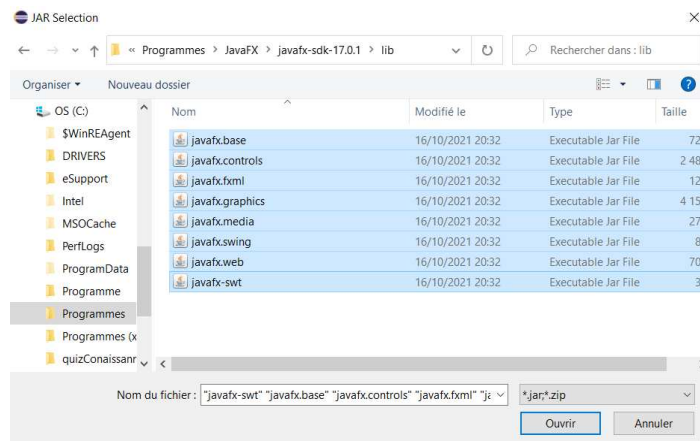 JAR Selection
« Programmes > JavaFX > javafx-sdk-17.0.1 > lib
Rechercher dans : lib
Organiser
Nouveau dossier
OS (C:)
$WinREAgent
DRIVERS
eSupport
Intel
MSOCache
PerfLogs
ProgramData
Programme
Programmes
Programmes (x
quizConaissanr
Nom Modifié le Type Taille
javafx.base 16/10/2021 20:32 Executable Jar File 72
javafx.controls 16/10/2021 20:32 Executable Jar File 2 48
javafx.fxml 16/10/2021 20:32 Executable Jar File 12
javafx.graphics 16/10/2021 20:32 Executable Jar File 4 15
javafx.media 16/10/2021 20:32 Executable Jar File 27
javafx.swing 16/10/2021 20:32 Executable Jar File 8
javafx.web 16/10/2021 20:32 Executable Jar File 70
javafx-swt 16/10/2021 20:32 Executable Jar File 3
Nom du fichier : "javafx-swt" "javafx.base" "javafx.controls" "javafx.fxml" "ja
*.jar;*.zip
Ouvrir Annuler